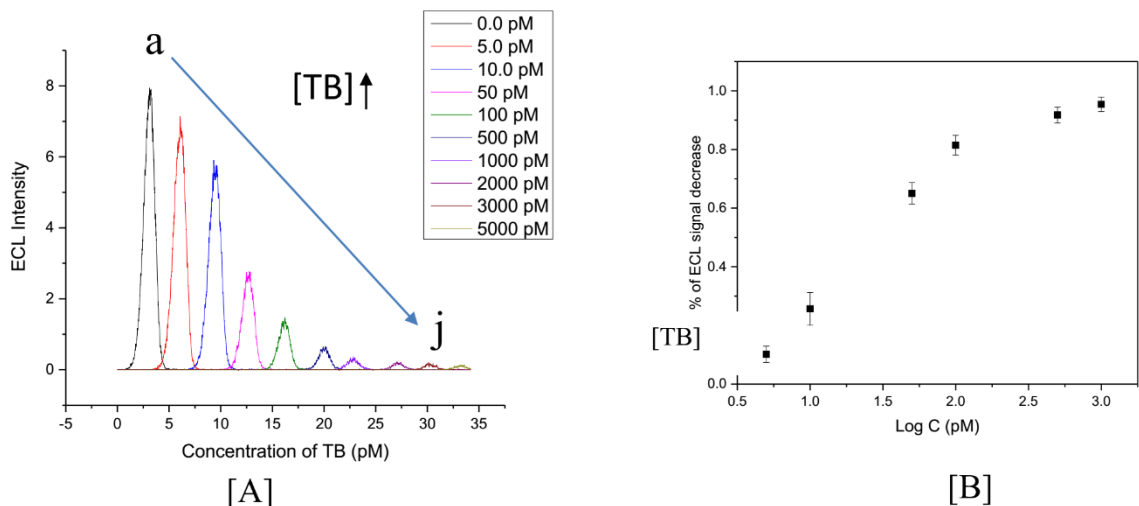 a
[TB]
0.0 pM
5.0 pM
10.0 pM
50 pM
100 pM
500 pM
1000 pM
2000 pM
3000 pM
5000 pM
j
8
6
4
2
0
ECL Intensity
-5 0 5 10 15 20 25 30 35
Concentration of TB (pM)
[A]
1.0
0.8
0.6
0.4
0.0
% of ECL signal decrease
[TB]
0.5 1.0 1.5 2.0 2.5 3.0
Log C (pM)
[B]